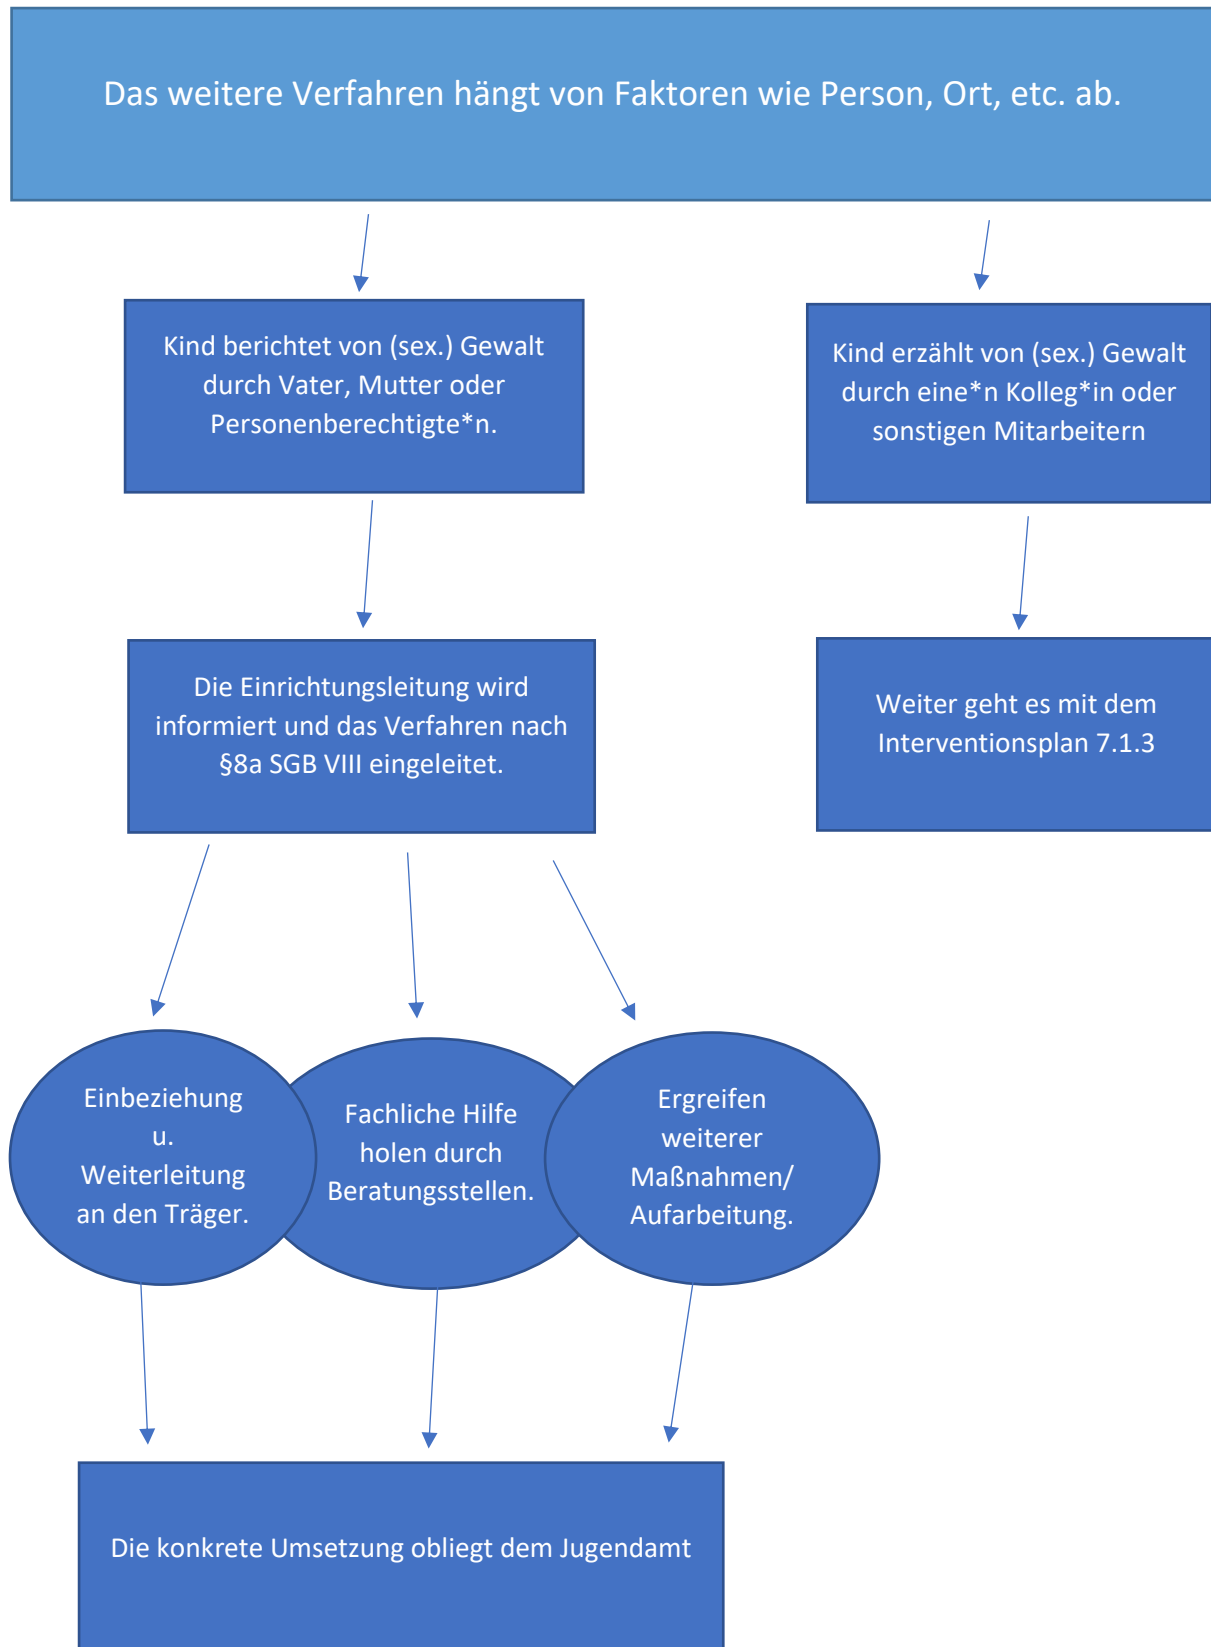 Das weitere Verfahren hängt von Faktoren wie Person, Ort, etc. ab.
Kind berichtet von (sex.) Gewalt
durch Vater, Mutter oder
Personenberechtigte*n.
Kind erzählt von (sex.) Gewalt
durch eine*n Kolleg*in oder
sonstigen Mitarbeitern
Die Einrichtungsleitung wird
informiert und das Verfahren nach
§8a SGB VIII eingeleitet.
Weiter geht es mit dem
Interventionsplan 7.1.3
Einbeziehung
u.
Weiterleitung
an den Träger.
Fachliche Hilfe
holen durch
Beratungsstellen.
Ergreifen
weiterer
Maßnahmen/
Aufarbeitung.
Die konkrete Umsetzung obliegt dem Jugendamt